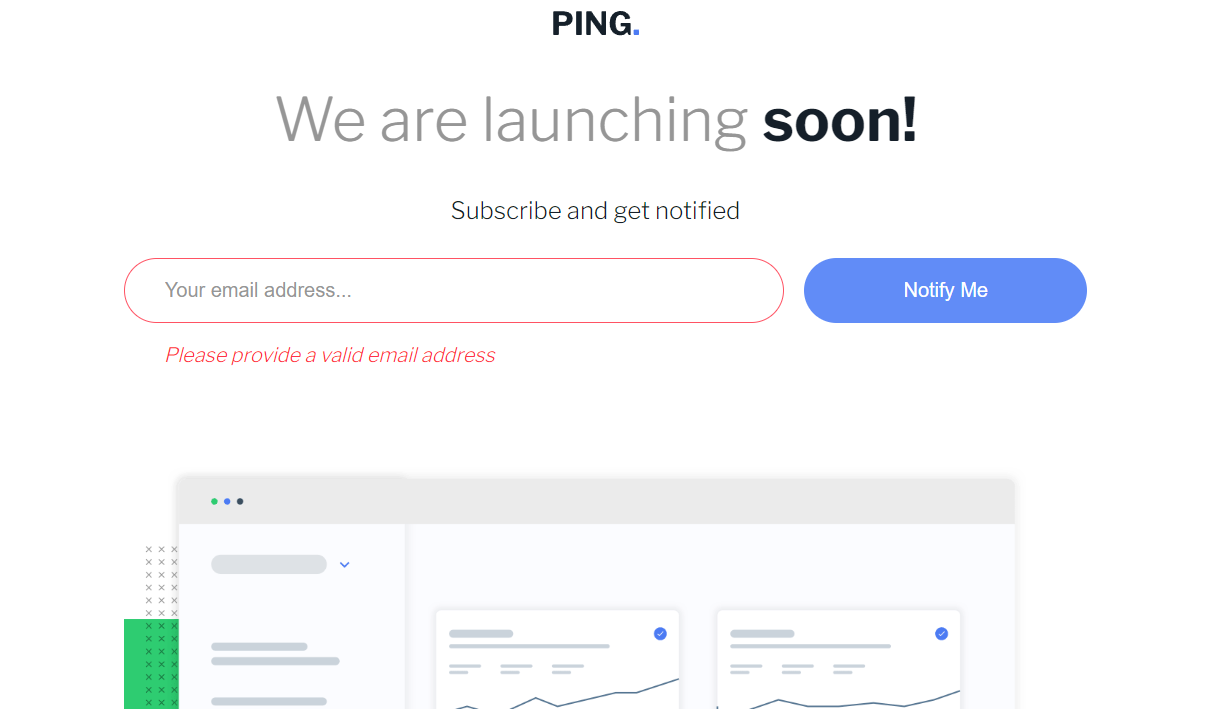 PING.
We are launching soon!
Subscribe and get notified
Your email address...
Notify Me
Please provide a valid email address